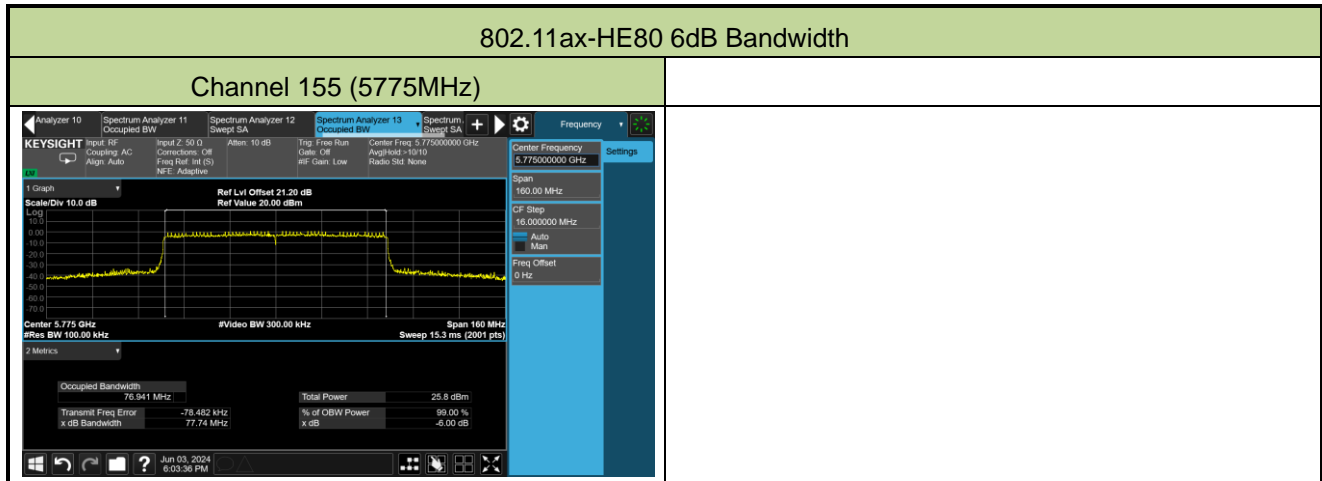 802.11ax-HE80 6dB Bandwidth
Channel 155 (5775MHz)
Analyzer 10
Spectrum Analyzer 11
Occupied BW
Spectrum Analyzer 12
Swept SA
Spectrum Analyzer 13
Occupied BW
Spectrum
Swept SA
+
Frequency
KEYSIGHT
Input: RF
Coupling: AC
Align: Auto
Input Z: 50 Ω
Corrections: Off
Freq Ref: Int (S)
NFE: Adaptive
Atten: 10 dB
Trig: Free Run
Gate: Off
#IF Gain: Low
Center Freq: 5.775000000 GHz
Avg|Hold:>10/10
Radio Std: None
Center Frequency
5.775000000 GHz
Settings
Span
160.00 MHz
CF Step
16.000000 MHz
Auto
Man
Freq Offset
0 Hz
1 Graph
Scale/Div 10.0 dB
Ref Lvl Offset 21.20 dB
Ref Value 20.00 dBm
Log
10.0
0.00
-10.0
-20.0
-30.0
-40.0
-50.0
-60.0
-70.0
Center 5.775 GHz
#Video BW 300.00 kHz
Span 160 MHz
#Res BW 100.00 kHz
Sweep 15.3 ms (2001 pts)
2 Metrics
Occupied Bandwidth
76.941 MHz
Total Power 25.8 dBm
Transmit Freq Error -78.482 kHz
% of OBW Power 99.00 %
x dB Bandwidth 77.74 MHz
x dB -6.00 dB
?
Jun 03, 2024
6:03:36 PM